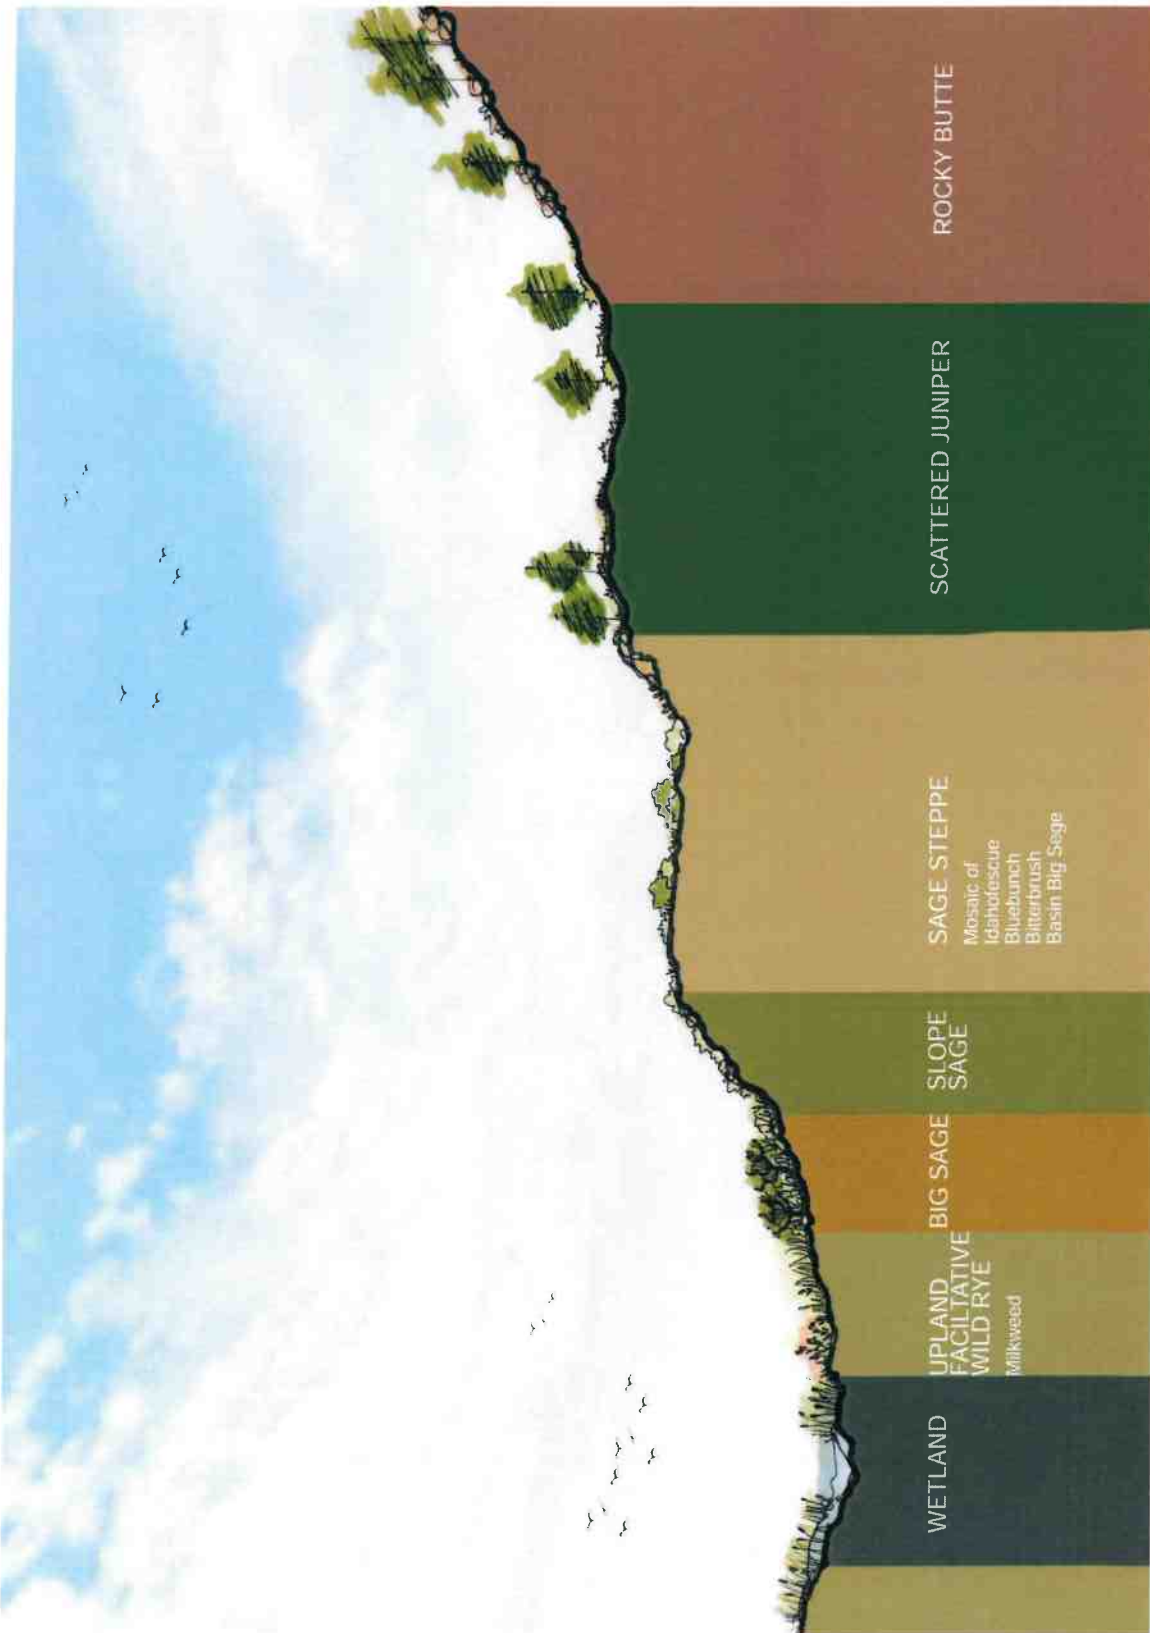 WETLAND
UPLAND
FACILTATIVE
WILD RYE
Milkweed
BIG SAGE
SLOPE
SAGE
SAGE STEPPE
Mosaic of
Idahofescue
Bluebunch
Bitterbrush
Basin Big Sege
SCATTERED JUNIPER
ROCKY BUTTE